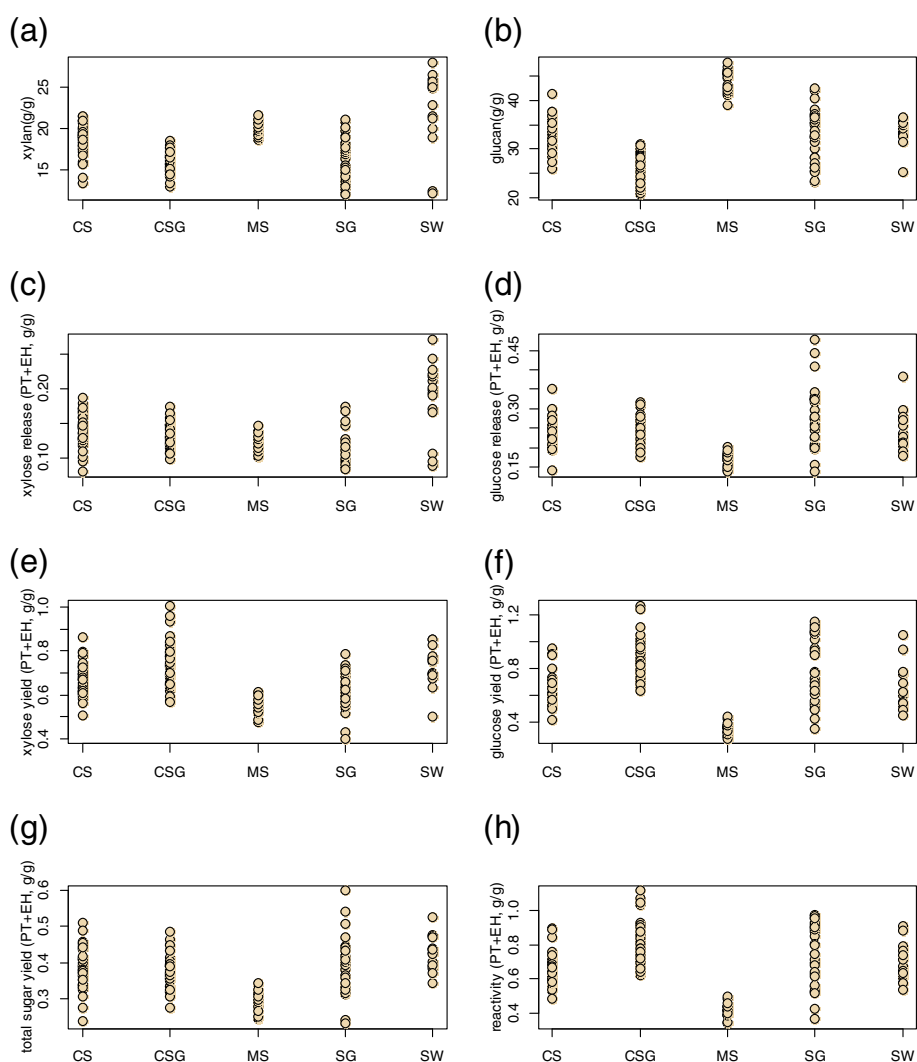 (a)
xylan(g/g)
15 20 25
CS CSG MS SG SW
(b)
glucan(g/g)
20 30 40
CS CSG MS SG SW
(c)
xylose release (PT+EH, g/g)
0.10 0.20
CS CSG MS SG SW
(d)
glucose release (PT+EH, g/g)
0.15 0.30 0.45
CS CSG MS SG SW
(e)
xylose yield (PT+EH, g/g)
0.4 0.6 0.8 1.0
CS CSG MS SG SW
(f)
glucose yield (PT+EH, g/g)
0.4 0.8 1.2
CS CSG MS SG SW
(g)
total sugar yield (PT+EH, g/g)
0.3 0.4 0.5 0.6
CS CSG MS SG SW
(h)
reactivity (PT+EH, g/g)
0.4 0.6 0.8 1.0
CS CSG MS SG SW